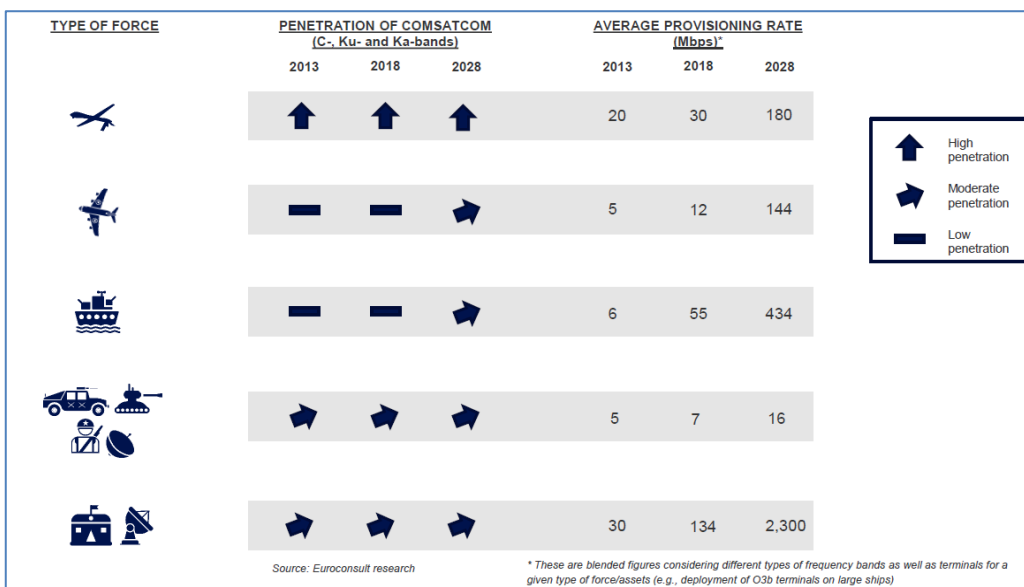 TYPE OF FORCE
PENETRATION OF COMSATCOM
(C-, Ku- and Ka-bands)
AVERAGE PROVISIONING RATE
(Mbps)*
2013 2018 2028
2013 2018 2028
20 30 180
High
penetration
Moderate
penetration
Low
penetration
5 12 144
6 55 434
5 7 16
30 134 2,300
Source: Euroconsult research
* These are blended figures considering different types of frequency bands as well as terminals for a
given type of force/assets (e.g., deployment of O3b terminals on large ships)